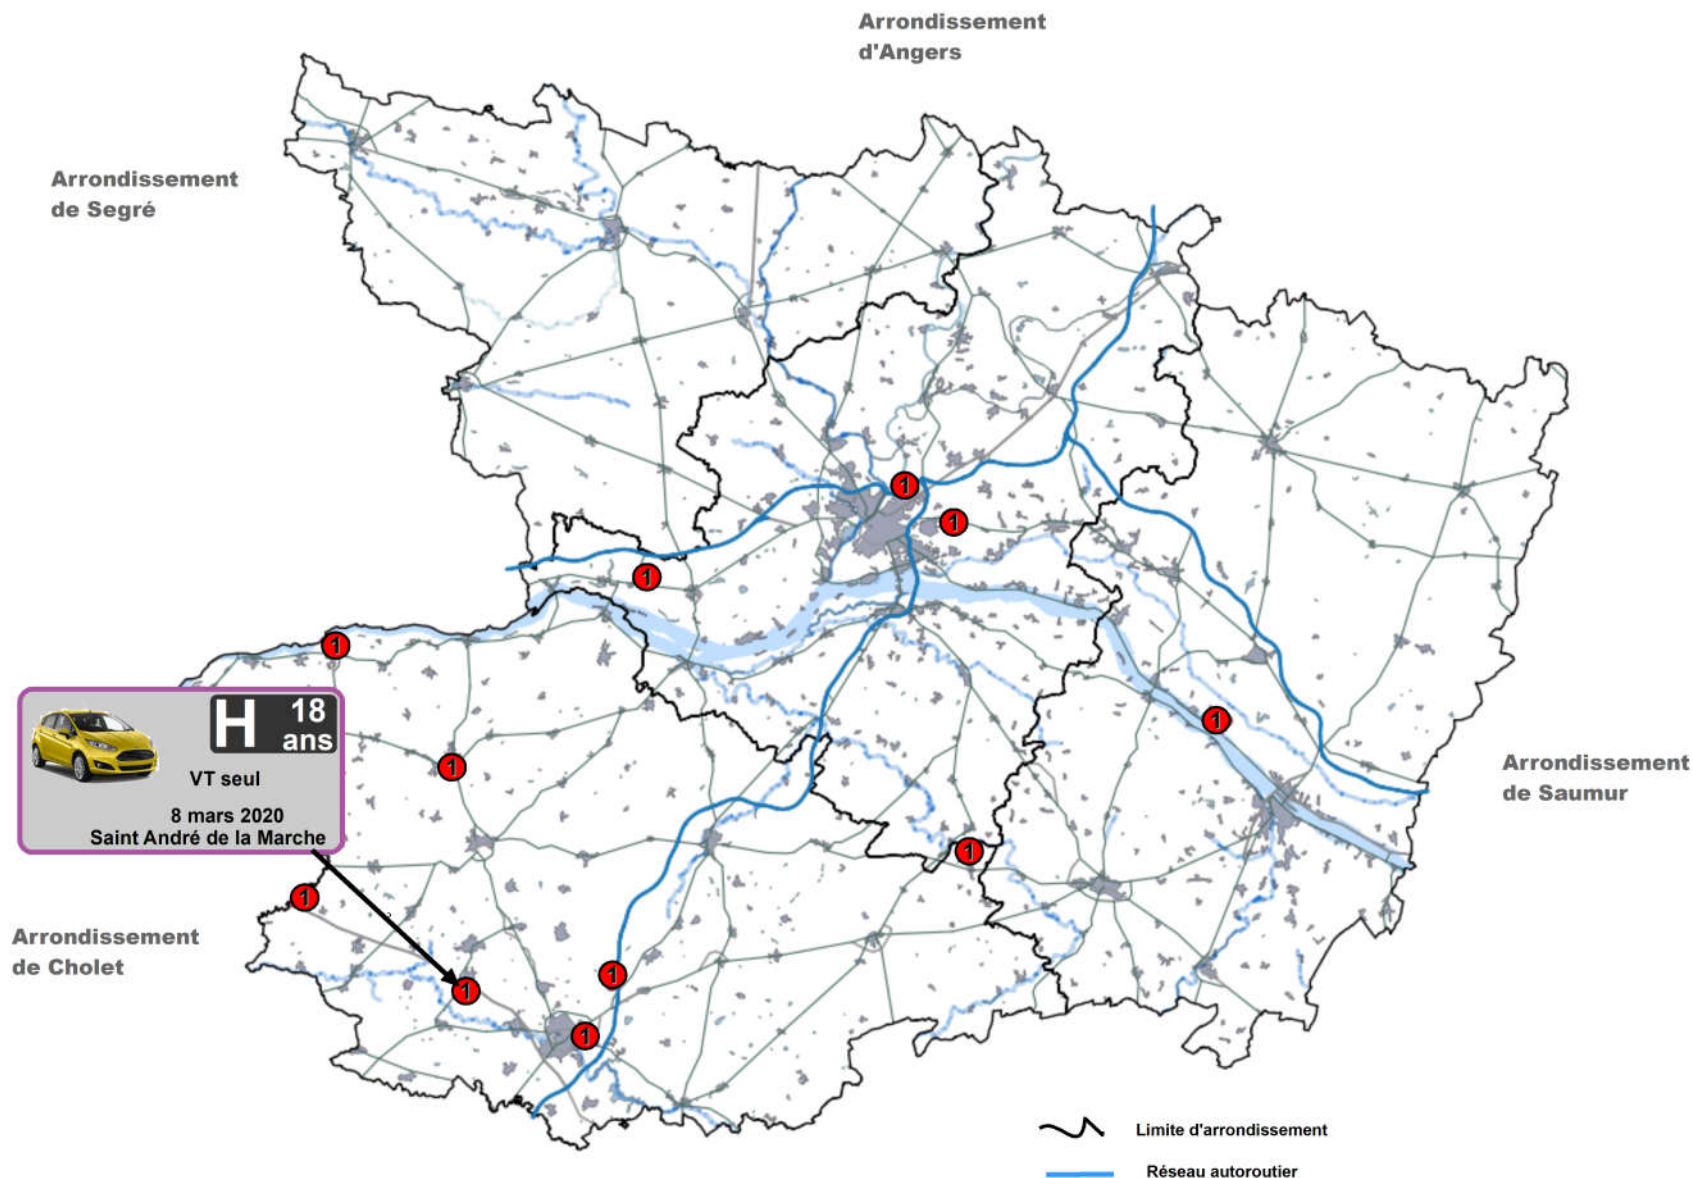 Arrondissement
d'Angers
Arrondissement
de Segré
1
1
1
1
H 18
ans
VT seul
8 mars 2020
Saint André de la Marche
1
1
Arrondissement
de Saumur
1
1
Arrondissement
de Cholet
1
1
1
Limite d'arrondissement
Réseau autoroutier